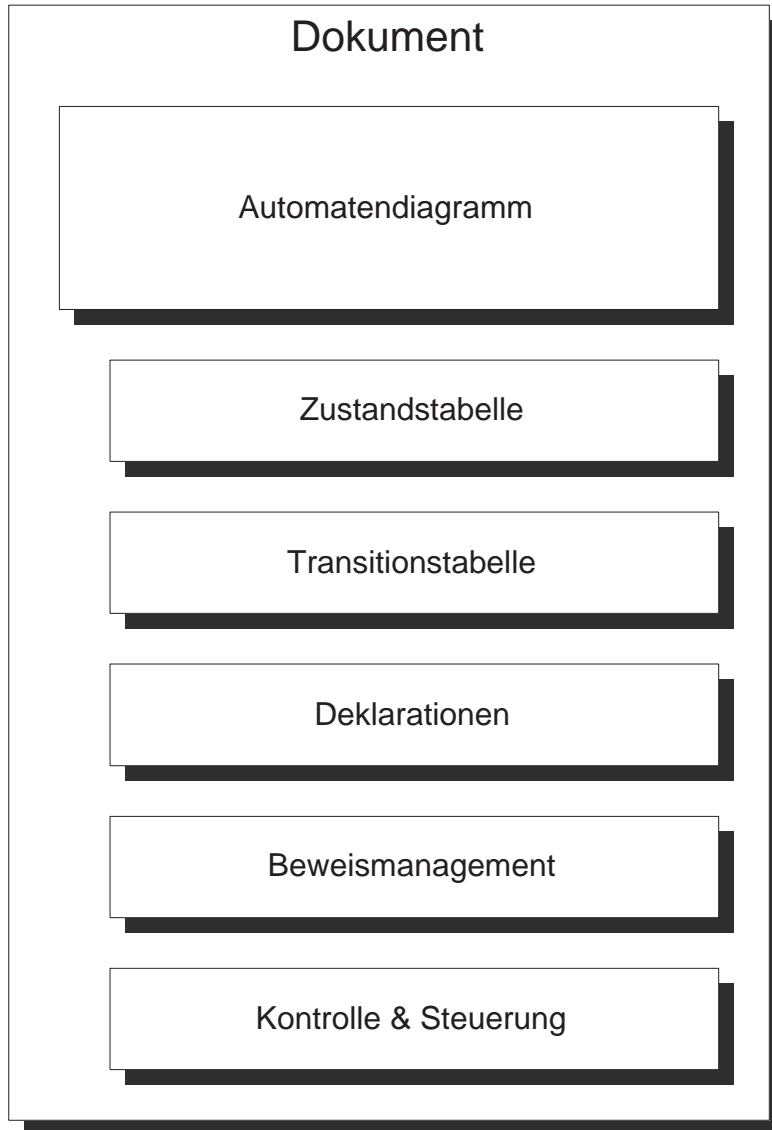 Dokument
Automatendiagramm
Zustandstabelle
Transitionstabelle
Deklarationen
Beweismanagement
Kontrolle & Steuerung